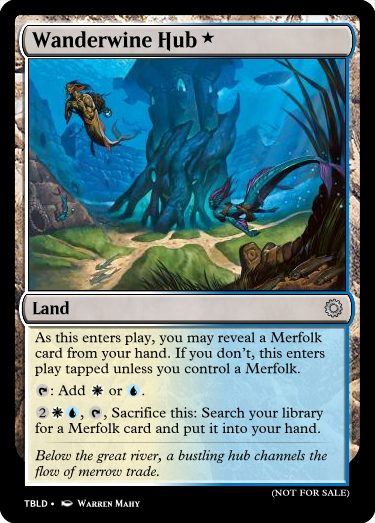 Wanderwine Hub ★
Land
As this enters play, you may reveal a Merfolk
card from your hand. If you don't, this enters
play tapped unless you control a Merfolk.
: Add or .
2 , , Sacrifice this: Search your library
for a Merfolk card and put it into your hand.
Below the great river, a bustling hub channels the
flow of merrow trade.
(NOT FOR SALE)
TBLD • Warren Mahy